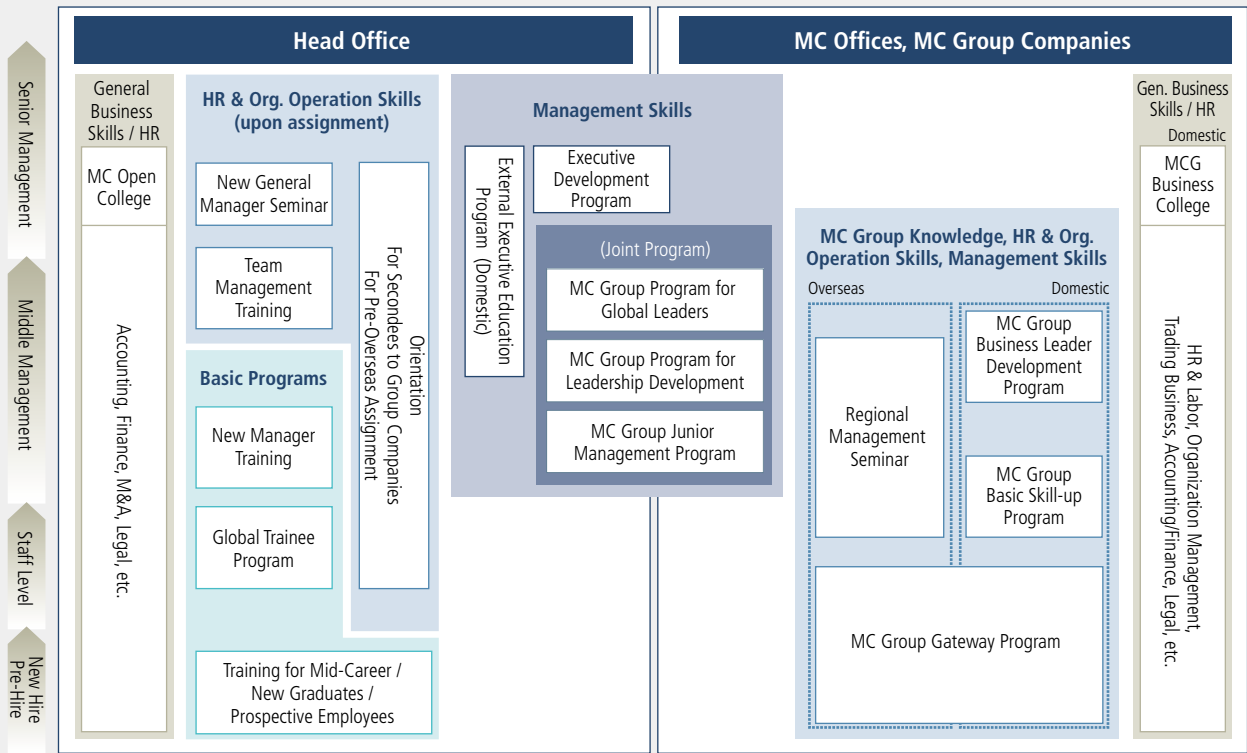 Head Office
MC Offices, MC Group Companies
Senior Management
Middle Management
Staff Level
New Hire
Pre-Hire
General
Business
Skills / HR
MC Open
College
Accounting, Finance, M&A, Legal, etc.
HR & Org. Operation Skills
(upon assignment)
New General
Manager Seminar
Team
Management
Training
Orientation
For Secondees to Group Companies
For Pre-Overseas Assignment
Basic Programs
New Manager
Training
Global Trainee
Program
Training for Mid-Career /
New Graduates /
Prospective Employees
Management Skills
External Executive Education
Program (Domestic)
Executive
Development
Program
(Joint Program)
MC Group Program for
Global Leaders
MC Group Program for
Leadership Development
MC Group Junior
Management Program
MC Group Knowledge, HR & Org.
Operation Skills, Management Skills
Overseas
Domestic
Regional
Management
Seminar
MC Group
Business Leader
Development
Program
MC Group
Basic Skill-up
Program
MC Group Gateway Program
Gen. Business
Skills / HR
Domestic
MCG
Business
College
HR & Labor, Organization Management,
Trading Business, Accounting/Finance, Legal, etc.